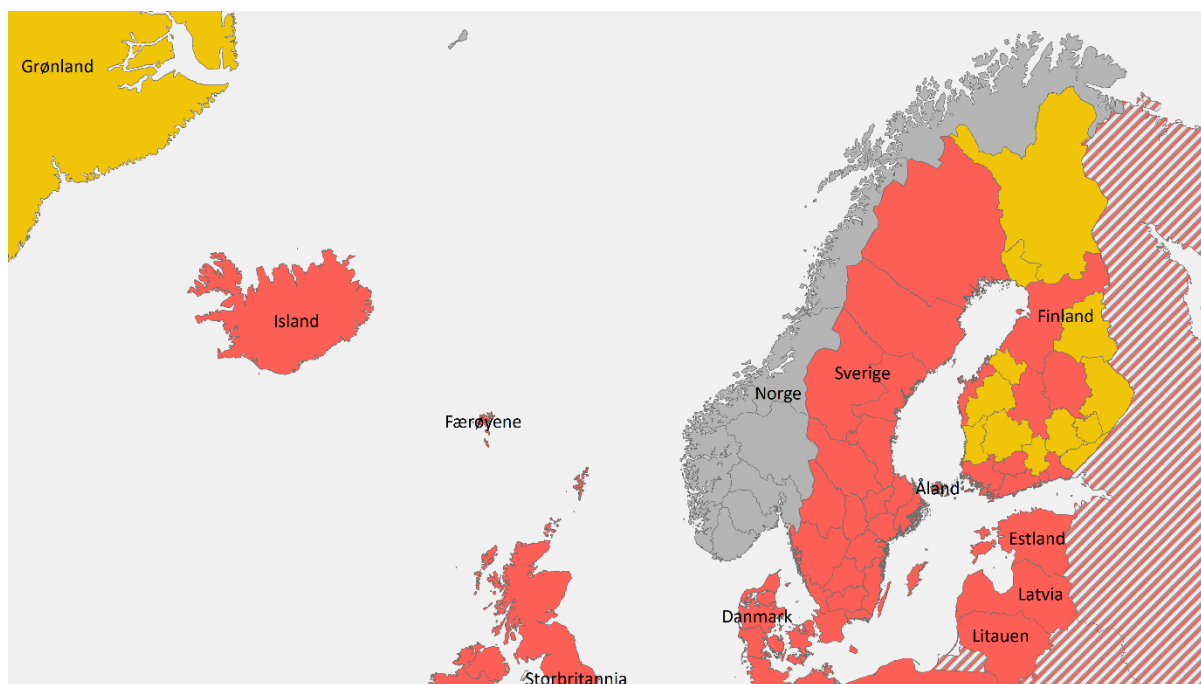 Grønland
Island
Færøyene
Norge
Sverige
Finland
Åland
Estland
Latvia
Danmark
Litauen
Storbritannia